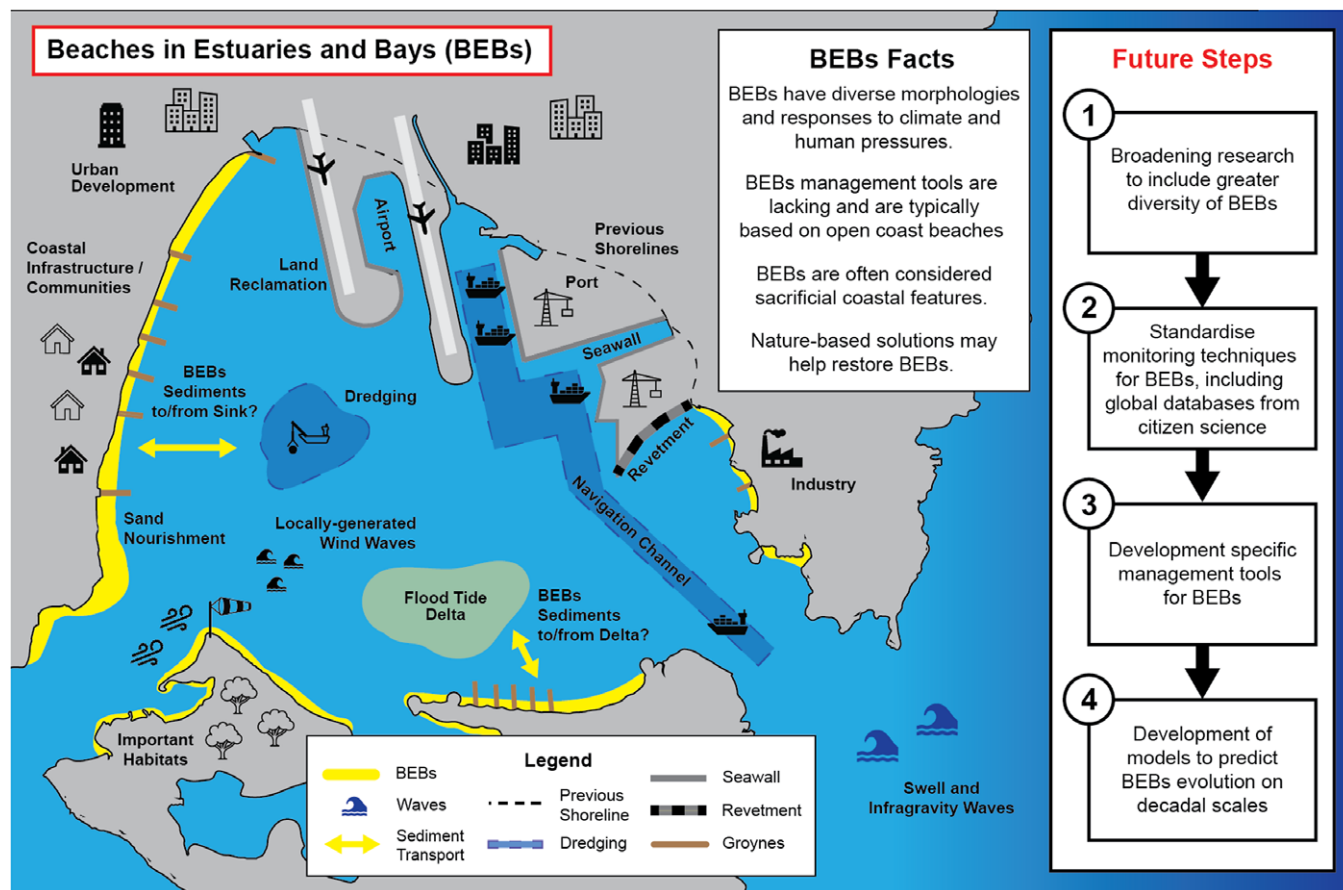 Beaches in Estuaries and Bays (BEBs)
Urban
Development
Coastal
Infrastructure /
Communities
Land
Reclamation
Airport
Previous
Shorelines
Port
Seawall
BEBs
Sediments
to/from Sink?
Dredging
Revetment
Industry
Navigation Channel
Sand
Nourishment
Locally-generated
Wind Waves
Flood Tide
Delta
BEBs
Sediments
to/from Delta?
Important
Habitats
Swell and
Infragravity Waves
Legend
BEBs
Waves
Sediment
Transport
Previous
Shoreline
Dredging
Seawall
Revetment
Groynes
BEBs Facts
BEBs have diverse morphologies
and responses to climate and
human pressures.
BEBs management tools are
lacking and are typically
based on open coast beaches
BEBs are often considered
sacrificial coastal features.
Nature-based solutions may
help restore BEBs.
Future Steps
1
Broadening research
to include greater
diversity of BEBs
2
Standardise
monitoring techniques
for BEBs, including
global databases from
citizen science
3
Development specific
management tools
for BEBs
4
Development of
models to predict
BEBs evolution on
decadal scales